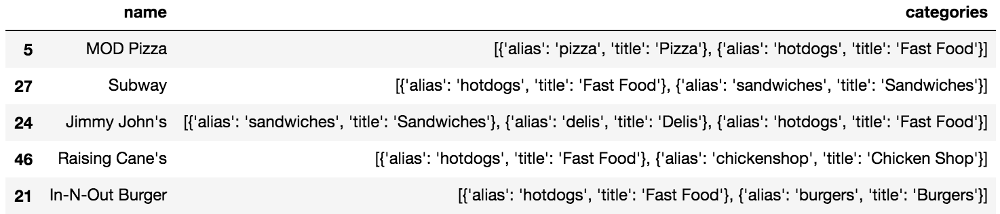 name categories
5 MOD Pizza [{'alias': 'pizza', 'title': 'Pizza'}, {'alias': 'hotdogs', 'title': 'Fast Food'}]
27 Subway [{'alias': 'hotdogs', 'title': 'Fast Food'}, {'alias': 'sandwiches', 'title': 'Sandwiches'}]
24 Jimmy John's [{'alias': 'sandwiches', 'title': 'Sandwiches'}, {'alias': 'delis', 'title': 'Delis'}, {'alias': 'hotdogs', 'title': 'Fast Food'}]
46 Raising Cane's [{'alias': 'hotdogs', 'title': 'Fast Food'}, {'alias': 'chickenshop', 'title': 'Chicken Shop'}]
21 In-N-Out Burger [{'alias': 'hotdogs', 'title': 'Fast Food'}, {'alias': 'burgers', 'title': 'Burgers'}]